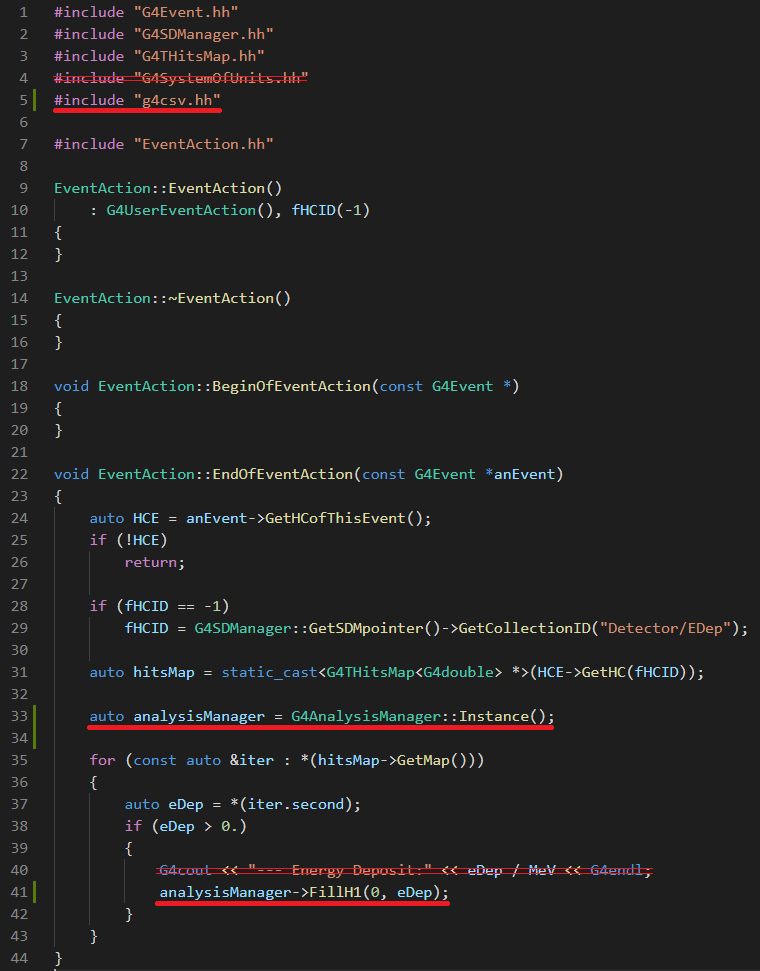 1 #include "G4Event.hh"
2 #include "G4SDManager.hh"
3 #include "G4THitsMap.hh"
4 #include "G4SystemOfUnits.hh"
5 #include "g4csv.hh"
6
7 #include "EventAction.hh"
8
9 EventAction::EventAction()
10     : G4UserEventAction(), fHCID(-1)
11 {
12 }
13
14 EventAction::~EventAction()
15 {
16 }
17
18 void EventAction::BeginOfEventAction(const G4Event *)
19 {
20 }
21
22 void EventAction::EndOfEventAction(const G4Event *anEvent)
23 {
24     auto HCE = anEvent->GetHCofThisEvent();
25     if (!HCE)
26         return;
27
28     if (fHCID == -1)
29         fHCID = G4SDManager::GetSDMpointer()->GetCollectionID("Detector/EDep");
30
31     auto hitsMap = static_cast<G4THitsMap<G4double> *>(HCE->GetHC(fHCID));
32
33     auto analysisManager = G4AnalysisManager::Instance();
34
35     for (const auto &iter : *(hitsMap->GetMap()))
36     {
37         auto eDep = *(iter.second);
38         if (eDep > 0.)
39         {
40             G4cout << "--- Energy Deposit:" << eDep / MeV << G4endl;
41             analysisManager->FillH1(0, eDep);
42         }
43     }
44 }